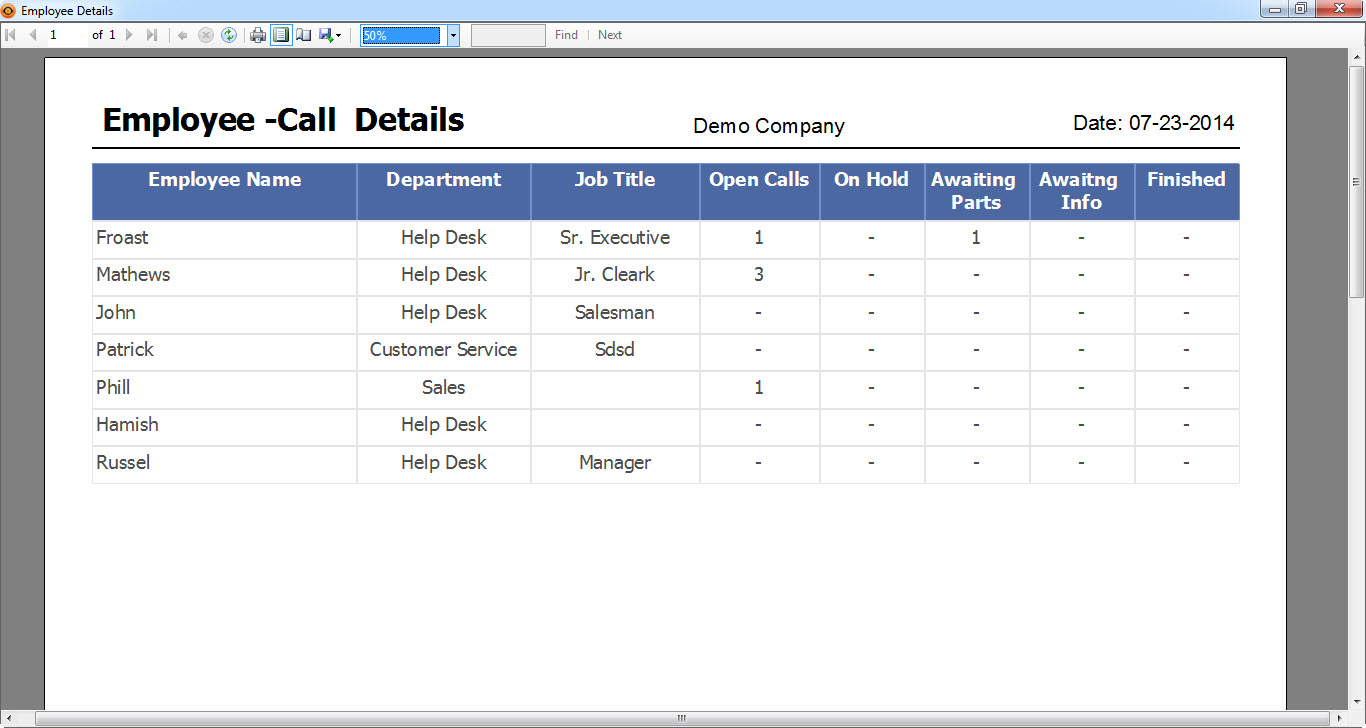 Employee Details
1 of 1 50% Find Next
Employee -Call Details Demo Company Date: 07-23-2014
Employee Name Department Job Title Open Calls On Hold Awaiting Parts Awaitng Info Finished
Froast Help Desk Sr. Executive 1 - 1 - -
Mathews Help Desk Jr. Cleark 3 - - - -
John Help Desk Salesman - - - - -
Patrick Customer Service Sdsd - - - - -
Phill Sales 1 - - - -
Hamish Help Desk - - - - -
Russel Help Desk Manager - - - - -